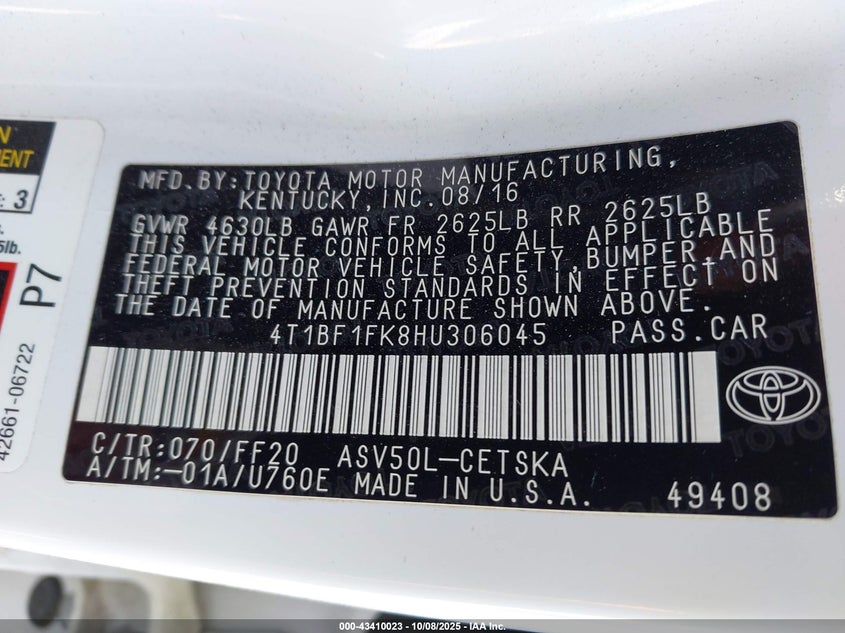 N
MENT
E: 3
s.
5lb.
P7
42661-06722
MFD.BY:TOYOTA MOTOR MANUFACTURING,
KENTUCKY,INC.08/16
GVWR 4630LB GAWR FR 2625LB RR 2625LB
THIS VEHICLE CONFORMS TO ALL APPLICABLE
FEDERAL MOTOR VEHICLE SAFETY,BUMPER,AND
THEFT PREVENTION STANDARDS IN EFFECT ON
THE DATE OF MANUFACTURE SHOWN ABOVE.
4T1BF1FK8HU306045 PASS.CAR
C/TR:070/FF20 ASV50L-CETSKA
A/TM:-01A/U760E MADE IN U.S.A. 49408
000-43410023 - 10/08/2025 - IAA Inc.